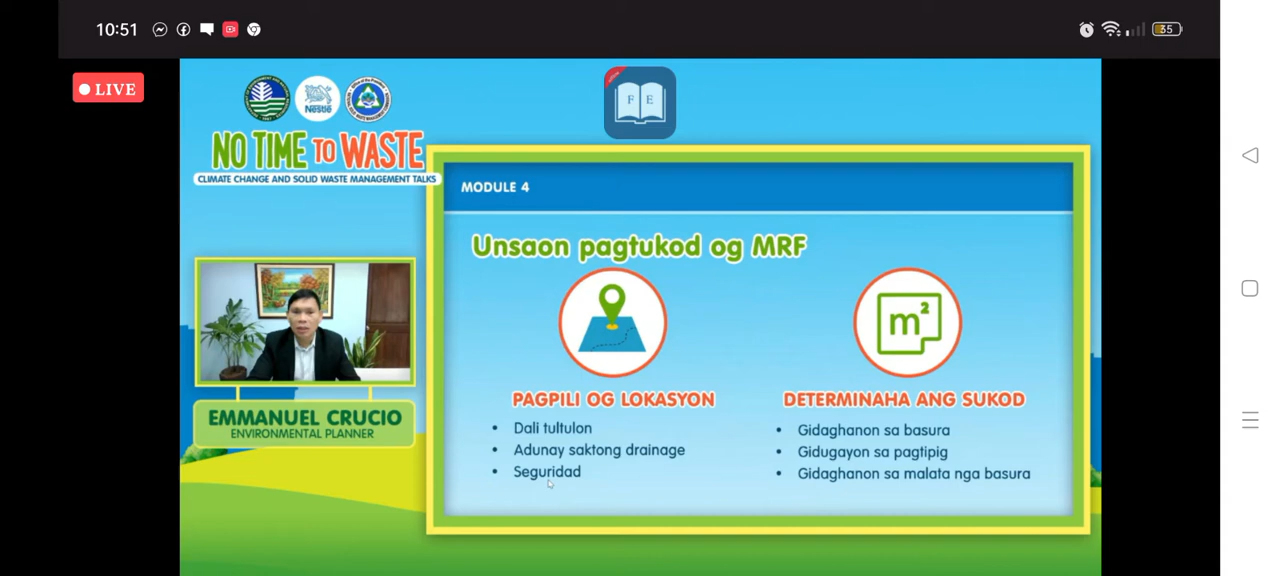 10:51
35
LIVE
Nestlé
F E
NO TIME TO WASTE
CLIMATE CHANGE AND SOLID WASTE MANAGEMENT TALKS
MODULE 4
Unsaon pagtukod og MRF
m²
PAGPILI OG LOKASYON
• Dali tultulon
• Adunay saktong drainage
• Seguridad
DETERMINAHA ANG SUKOD
• Gidaghanon sa basura
• Gidugayon sa pagtipig
• Gidaghanon sa malata nga basura
EMMANUEL CRUCIO
ENVIRONMENTAL PLANNER